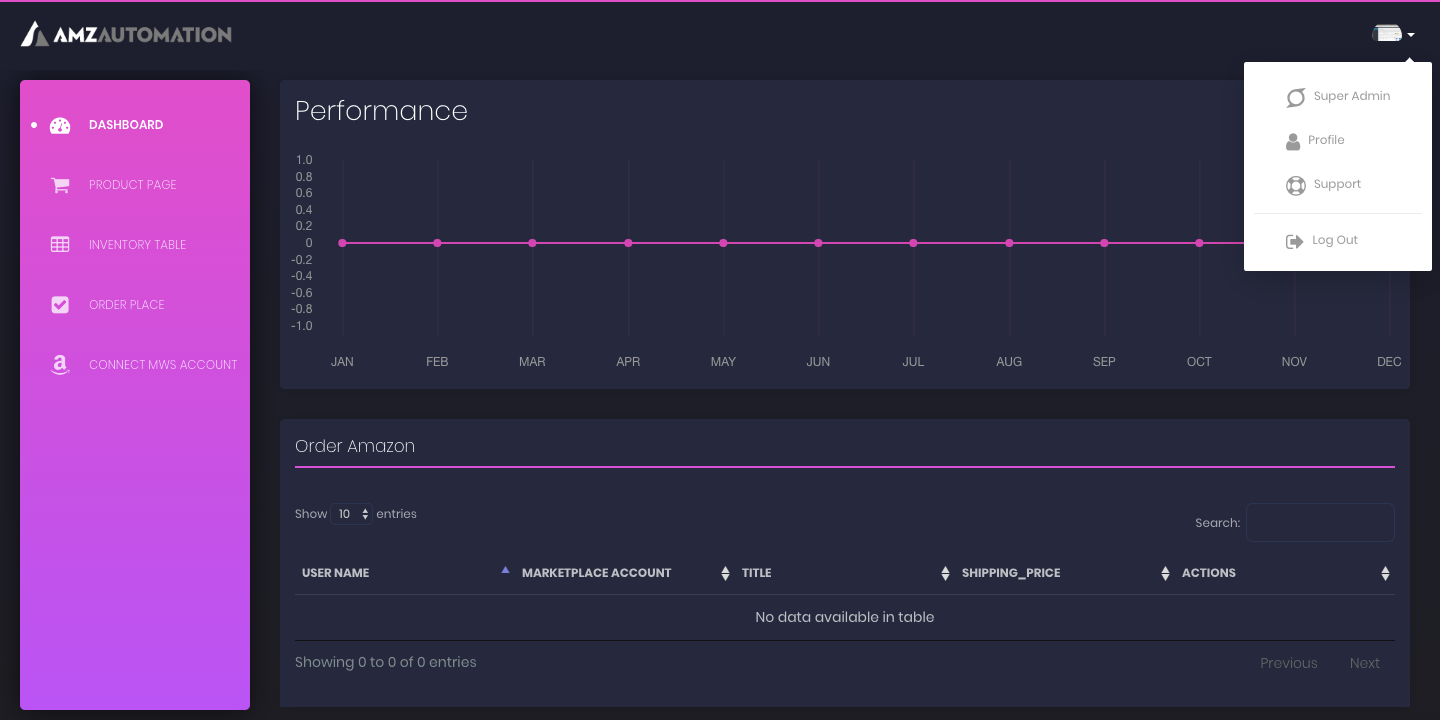 AMZAUTOMATION
Super Admin
Profile
Support
Log Out
DASHBOARD
PRODUCT PAGE
INVENTORY TABLE
ORDER PLACE
CONNECT MWS ACCOUNT
Performance
1.0
0.8
0.6
0.4
0.2
0
-0.2
-0.4
-0.6
-0.8
-1.0
JAN FEB MAR APR MAY JUN JUL AUG SEP OCT NOV DEC
Order Amazon
Show 10 entries
Search:
USER NAME MARKETPLACE ACCOUNT TITLE SHIPPING_PRICE ACTIONS
No data available in table
Showing 0 to 0 of 0 entries
Previous Next